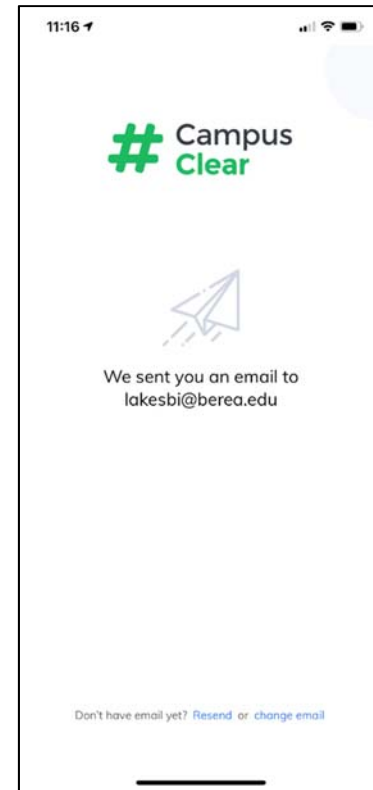 11:16
# Campus
Clear
We sent you an email to
lakesbi@berea.edu
Don't have email yet? Resend or change email